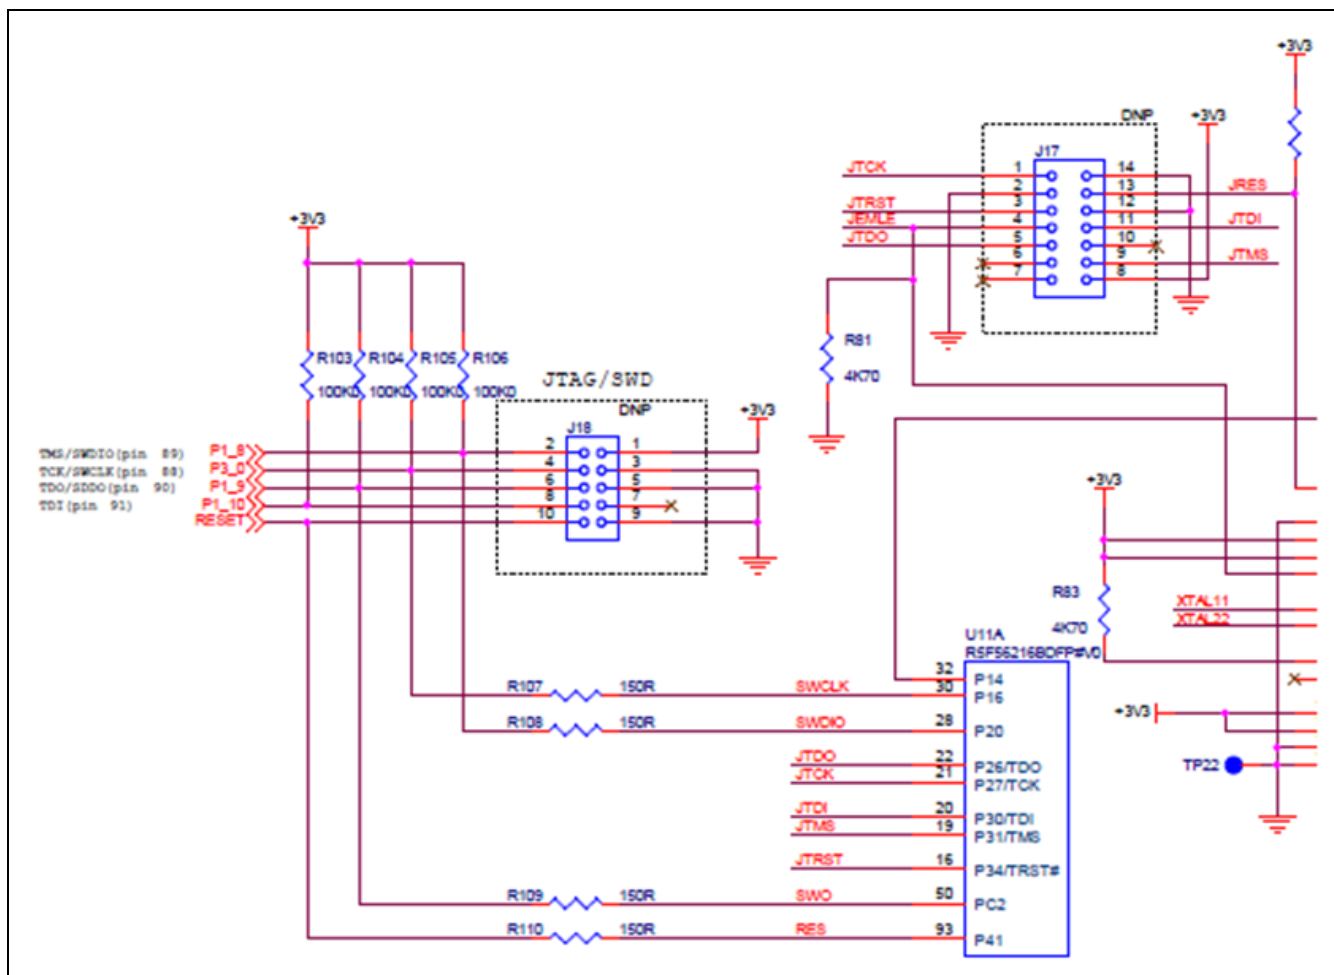 +3V3
DNP
+3V3
J17
JTCK 1 14
2 13 JRES
JTRST 3 12
JEMLE 4 11 JTDI
JTDO 5 10
6 9 JTMS
7 8
+3V3
R81
4K70
R103 R104 R105 R106
100K0 100K0 100K0 100K0
JTAG/SWD
DNP
+3V3
J18
TMS/SWDIO(pin 89) P1_8 2 1
TCK/SWCLK(pin 88) P3_0 4 3
TDO/SDDO(pin 90) P1_9 6 5
TDI(pin 91) P1_10 8 7
RESET 10 9
+3V3
R83
4K70
XTAL11
XTAL22
U11A
R5F56216BDFP#V0
32 P14
R107 150R SWCLK 30 P16
+3V3
R108 150R SWDIO 28 P20
JTDO 22 P26/TDO
TP22
JTCK 21 P27/TCK
JTDI 20 P30/TDI
JTMS 19 P31/TMS
JTRST 16 P34/TRST#
R109 150R SWO 50 PC2
R110 150R RES 93 P41